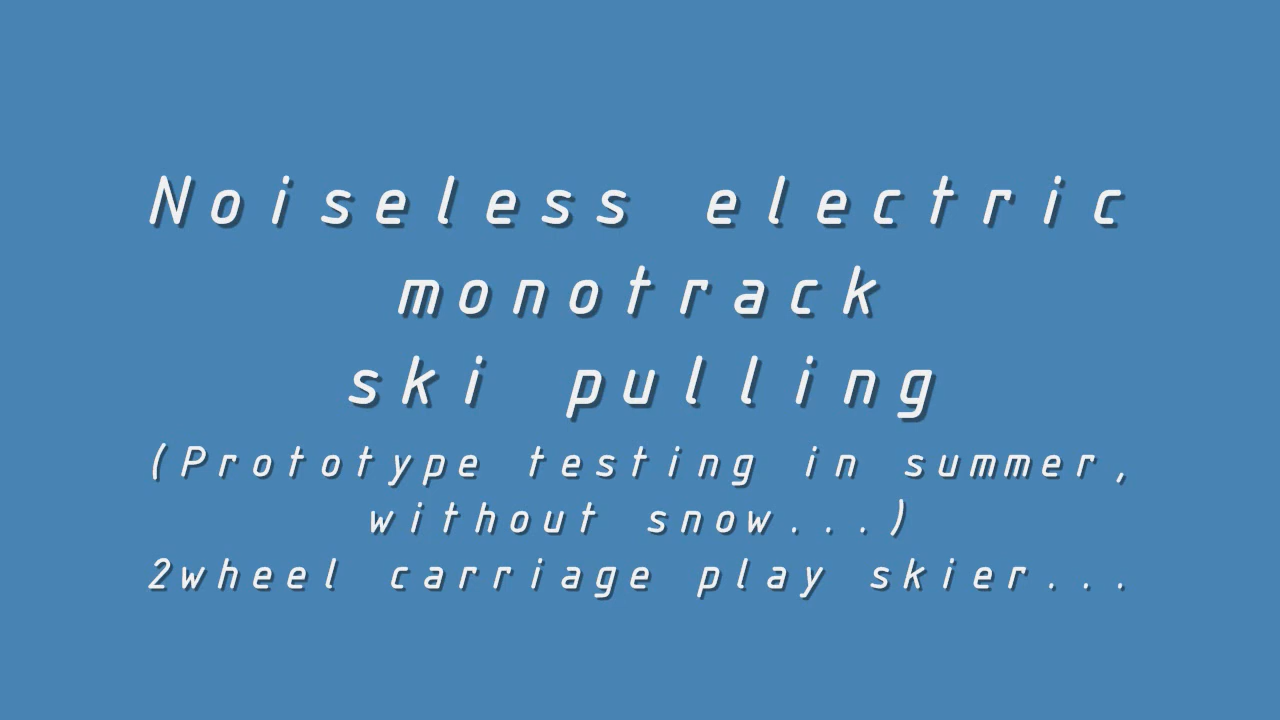 Noiseless electric
monotrack
ski pulling
(Prototype testing in summer,
without snow...)
2wheel carriage play skier...